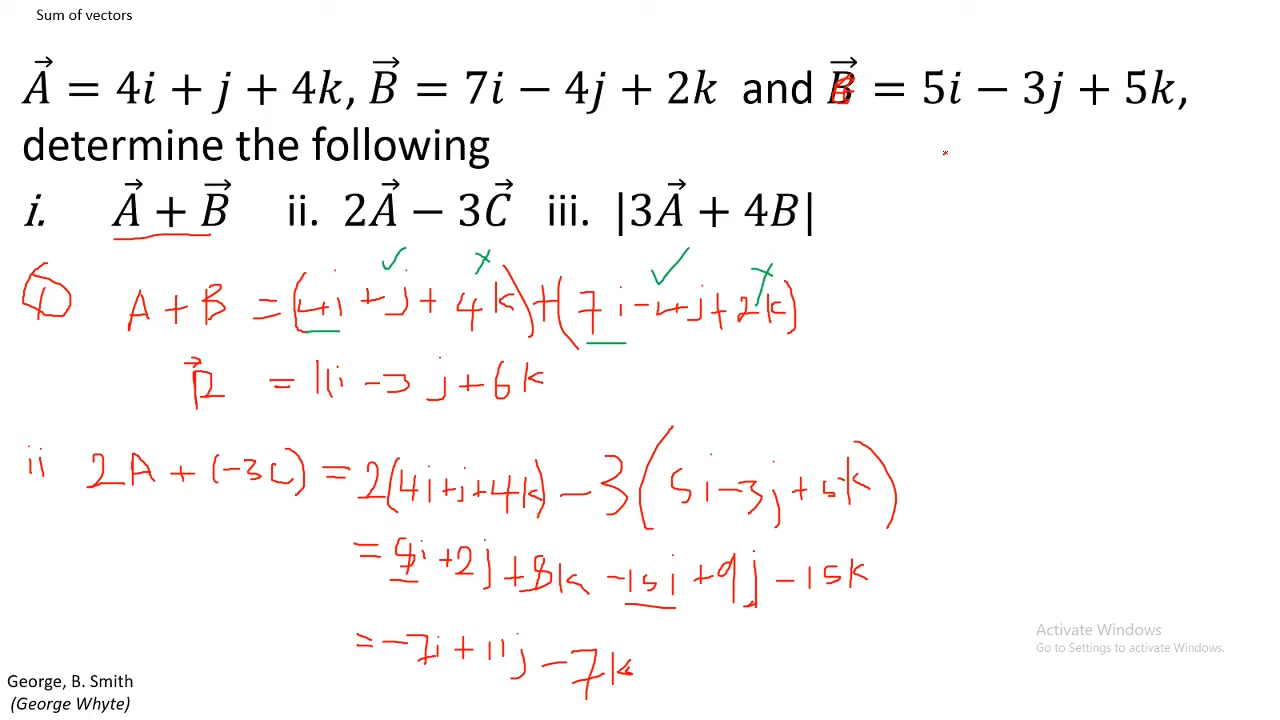 Sum of vectors
A⃗ = 4i + j + 4k, B⃗ = 7i − 4j + 2k and B⃗ = 5i − 3j + 5k,
determine the following
i. A⃗ + B⃗ ii. 2A⃗ − 3C⃗ iii. |3A⃗ + 4B|
A + B = (4i + j + 4k) + (7i − 4j + 2k)
R⃗ = 11i − 3j + 6k
ii 2A + (−3C) = 2(4i + j + 4k) − 3(5i − 3j + 5k)
= 8i + 2j + 8k − 15i + 9j − 15k
= −7i + 11j − 7k
Activate Windows
Go to Settings to activate Windows.
George, B. Smith
(George Whyte)